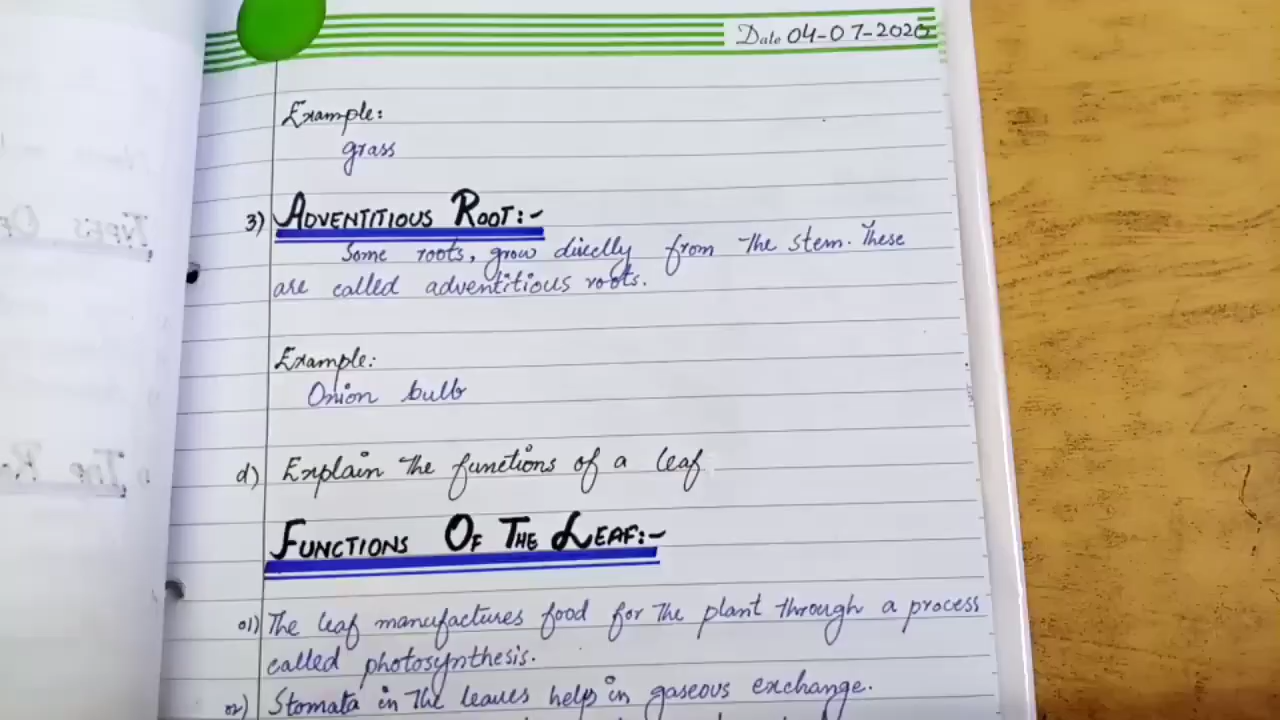 Date 04-07-2020
Example:
grass
3) ADVENTITIOUS ROOT:-
Some roots, grow directly from the stem. These
are called adventitious roots.
Example:
Onion bulb
d) Explain the functions of a leaf
FUNCTIONS OF THE LEAF:-
01) The leaf manufactures food for the plant through a process
called photosynthesis.
02) Stomata in the leaves help in gaseous exchange.